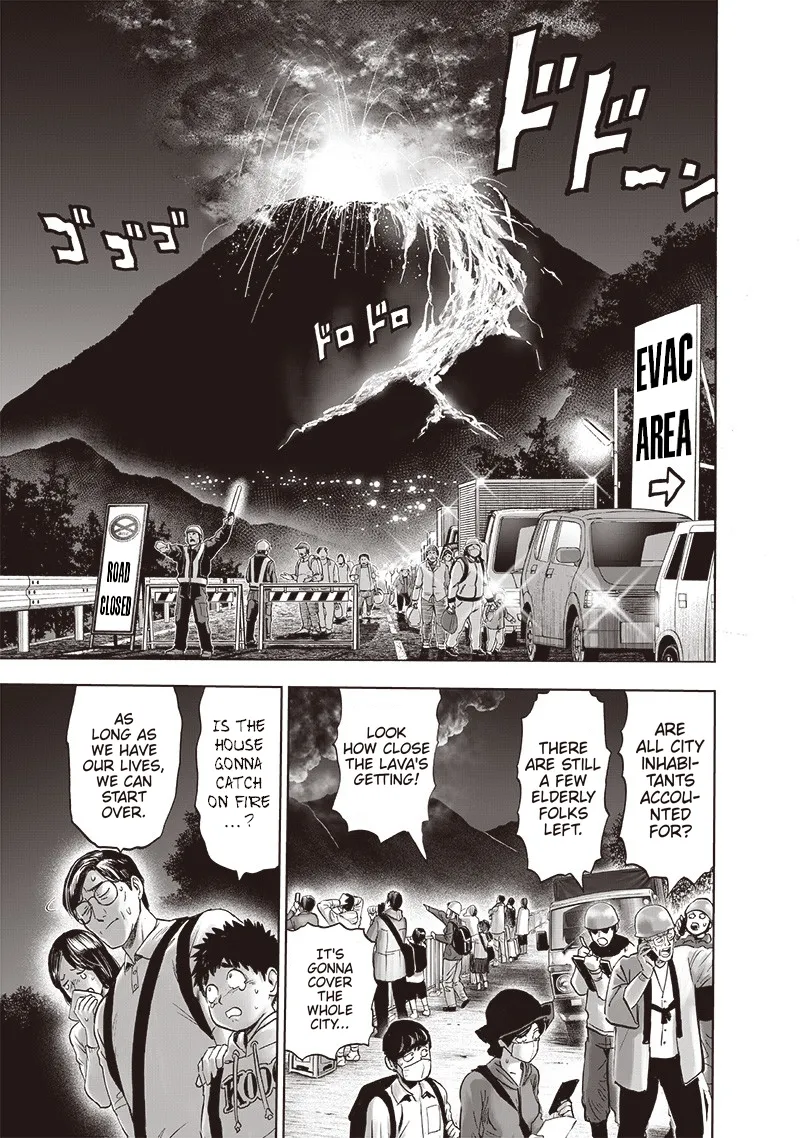 ドドーン
ゴゴゴ
ドロドロ
EVAC
AREA
ROAD
CLOSED
ARE
ALL CITY
INHABI-
TANTS
ACCOU-
NTED
FOR?
THERE
ARE STILL
A FEW
ELDERLY
FOLKS
LEFT.
LOOK
HOW CLOSE
THE LAVA'S
GETTING!
IT'S
GONNA
COVER
THE
WHOLE
CITY...
IS THE
HOUSE
GONNA
CATCH
ON FIRE
...?
AS
LONG AS
WE HAVE
OUR LIVES,
WE CAN
START
OVER.